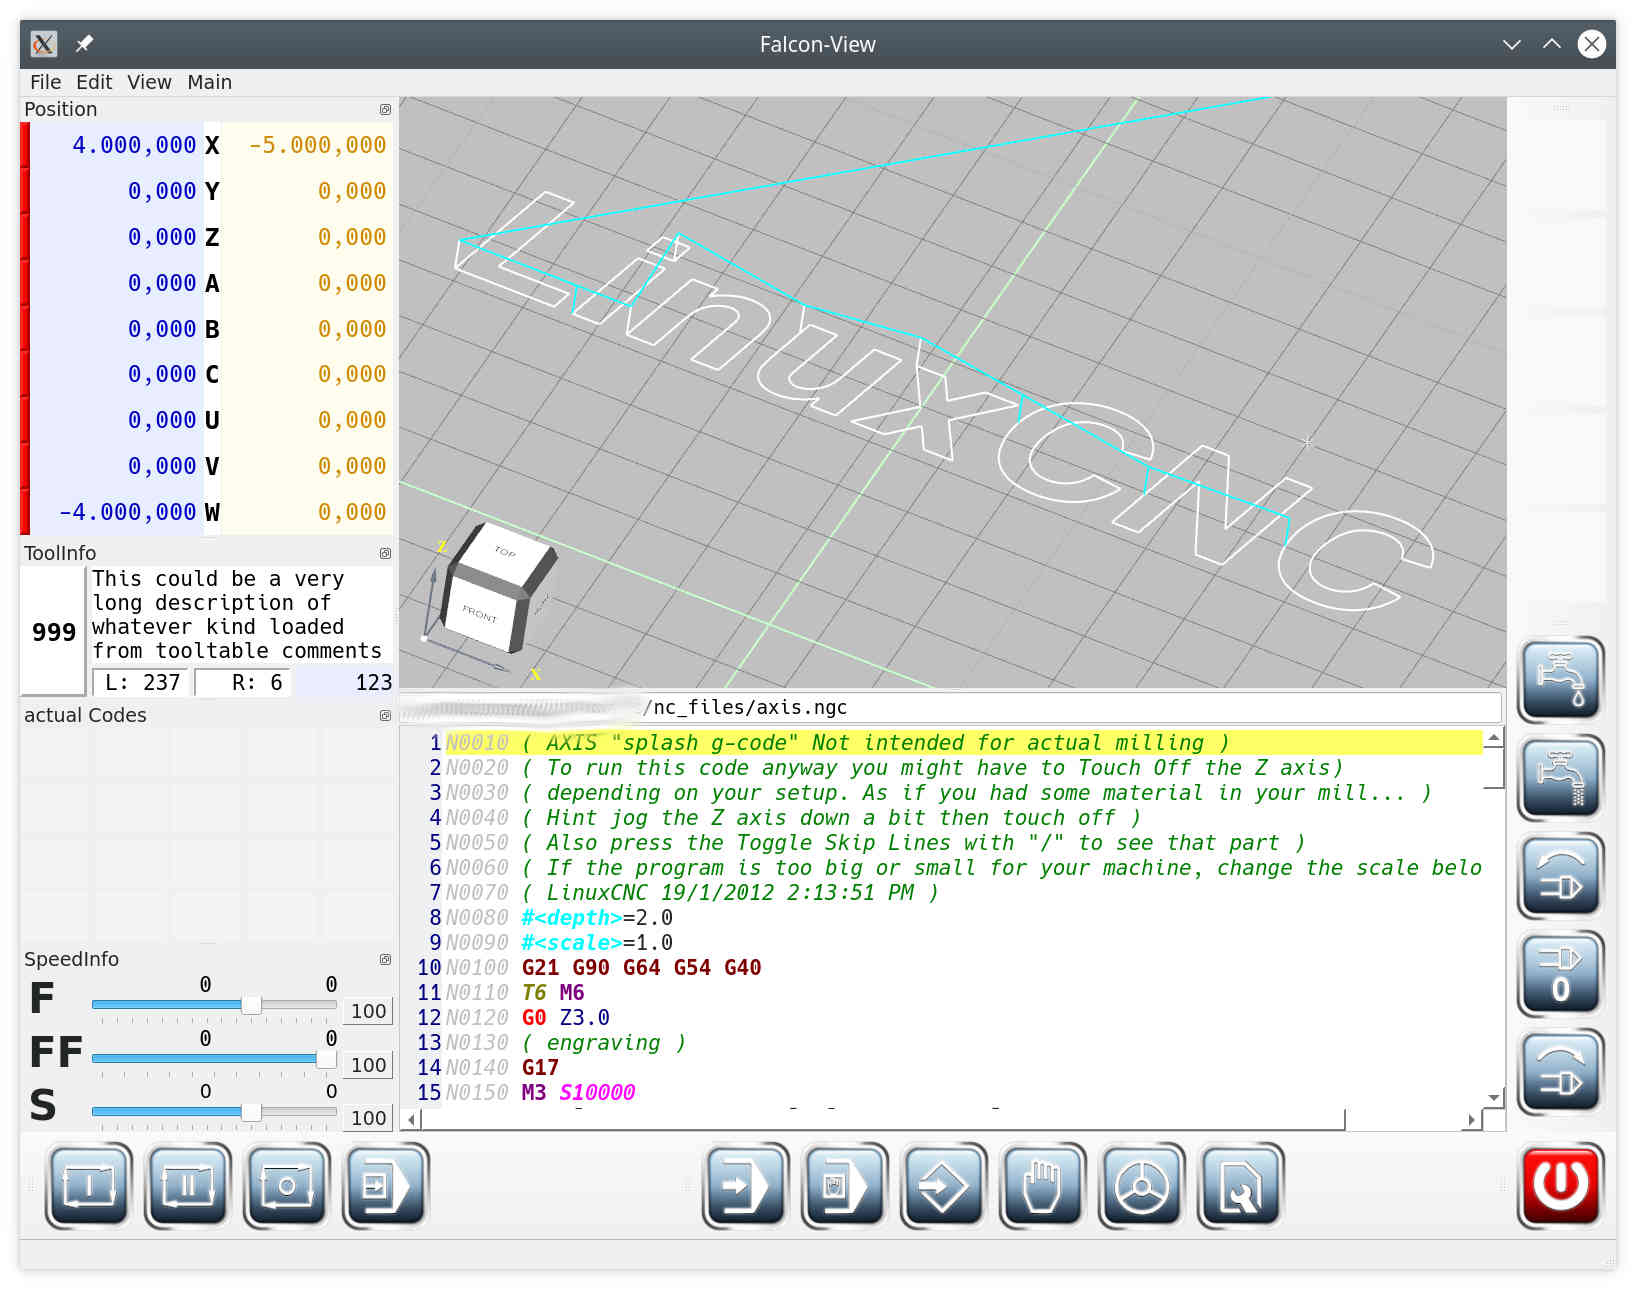 Falcon-View
File Edit View Main
Position
4.000,000 X -5.000,000
0,000 Y 0,000
0,000 Z 0,000
0,000 A 0,000
0,000 B 0,000
0,000 C 0,000
0,000 U 0,000
0,000 V 0,000
-4.000,000 W 0,000
ToolInfo
999
This could be a very
long description of
whatever kind loaded
from tooltable comments
L: 237 R: 6 123
actual Codes
SpeedInfo
F 0 0 100
FF 0 0 100
S 0 0 100
LinuxCNC
Z
TOP
FRONT
X
/nc_files/axis.ngc
1 N0010 ( AXIS "splash g-code" Not intended for actual milling )
2 N0020 ( To run this code anyway you might have to Touch Off the Z axis)
3 N0030 ( depending on your setup. As if you had some material in your mill... )
4 N0040 ( Hint jog the Z axis down a bit then touch off )
5 N0050 ( Also press the Toggle Skip Lines with "/" to see that part )
6 N0060 ( If the program is too big or small for your machine, change the scale belo
7 N0070 ( LinuxCNC 19/1/2012 2:13:51 PM )
8 N0080 #<depth>=2.0
9 N0090 #<scale>=1.0
10 N0100 G21 G90 G64 G54 G40
11 N0110 T6 M6
12 N0120 G0 Z3.0
13 N0130 ( engraving )
14 N0140 G17
15 N0150 M3 S10000
0